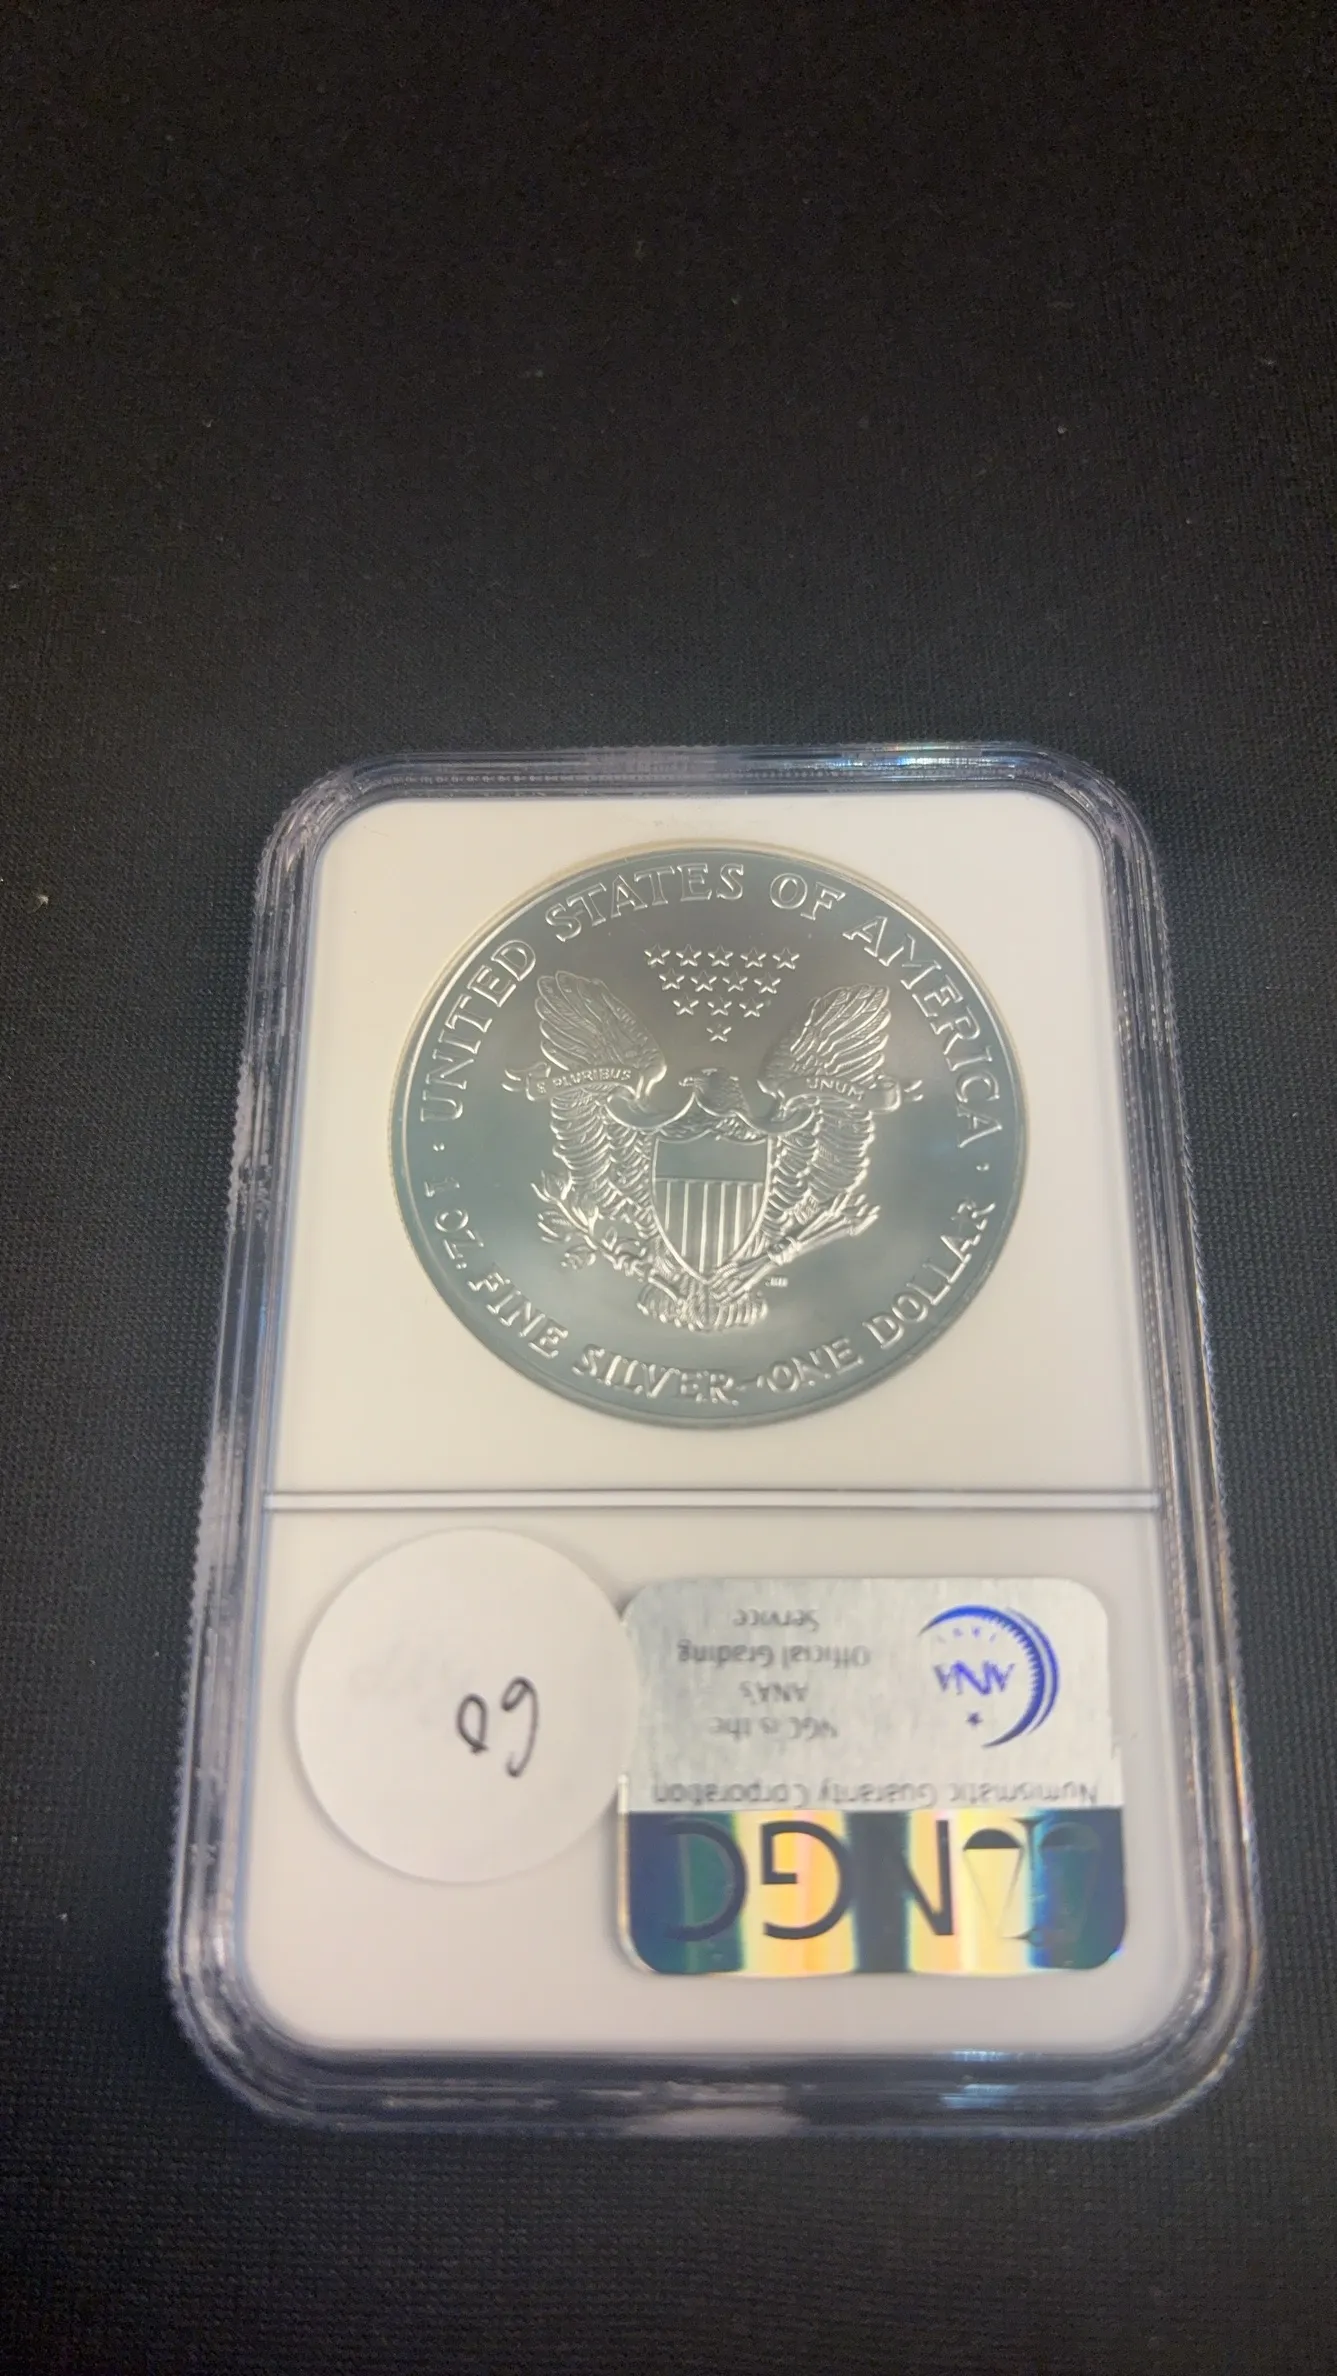 UNITED STATES OF AMERICA
E PLURIBUS UNUM
1 OZ. FINE SILVER~ONE DOLLAR
60
NGC
Numismatic Guaranty Corporation
NGC is the
ANA's
Official Grading
Service
ANA